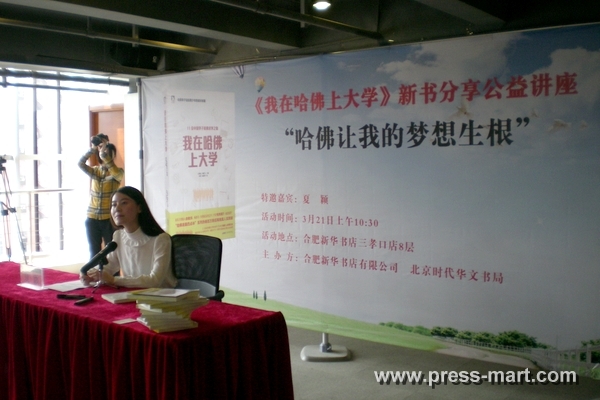 《我在哈佛上大学》新书分享公益讲座
“哈佛让我的梦想生根”
我在哈佛
上大学
特邀嘉宾：夏 颖
活动时间：3月21日上午10:30
活动地点：合肥新华书店三孝口店8层
主 办 方：合肥新华书店有限公司 北京时代华文书局
www.press-mart.com